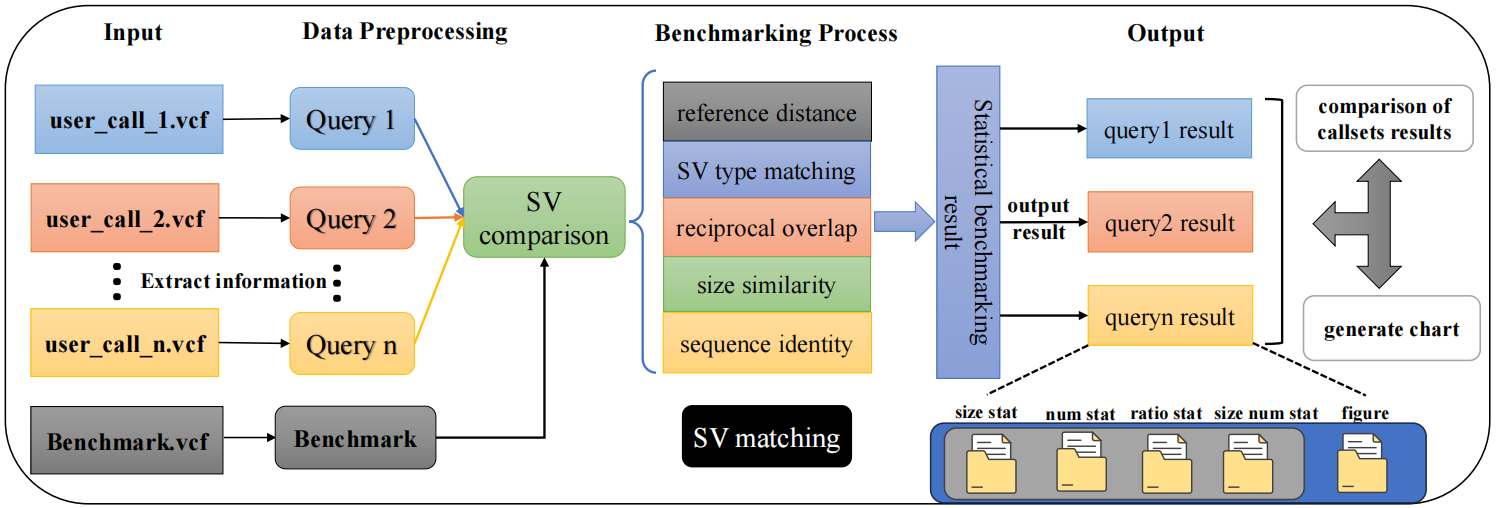 Input
Data Preprocessing
Benchmarking Process
Output
user_call_1.vcf
Query 1
user_call_2.vcf
Query 2
Extract information
user_call_n.vcf
Query n
Benchmark.vcf
Benchmark
SV
comparison
reference distance
SV type matching
reciprocal overlap
size similarity
sequence identity
SV matching
Statistical benchmarking
result
output
result
query1 result
query2 result
queryn result
comparison of
callsets results
generate chart
size stat
num stat
ratio stat
size num stat
figure